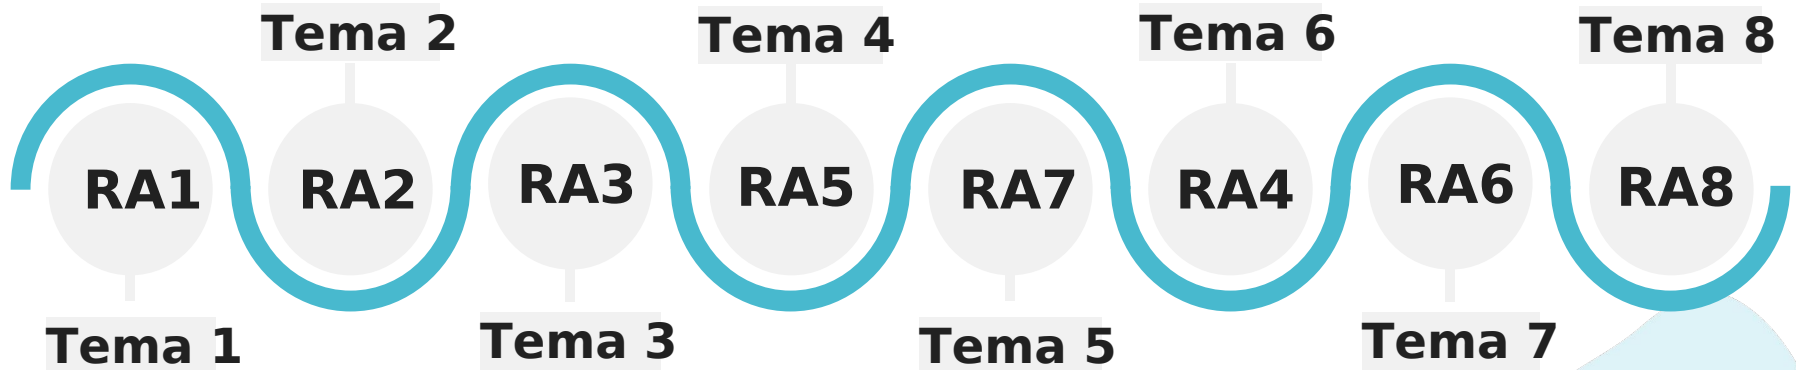 Tema 2
Tema 4
Tema 6
Tema 8
RA1
RA2
RA3
RA5
RA7
RA4
RA6
RA8
Tema 1
Tema 3
Tema 5
Tema 7